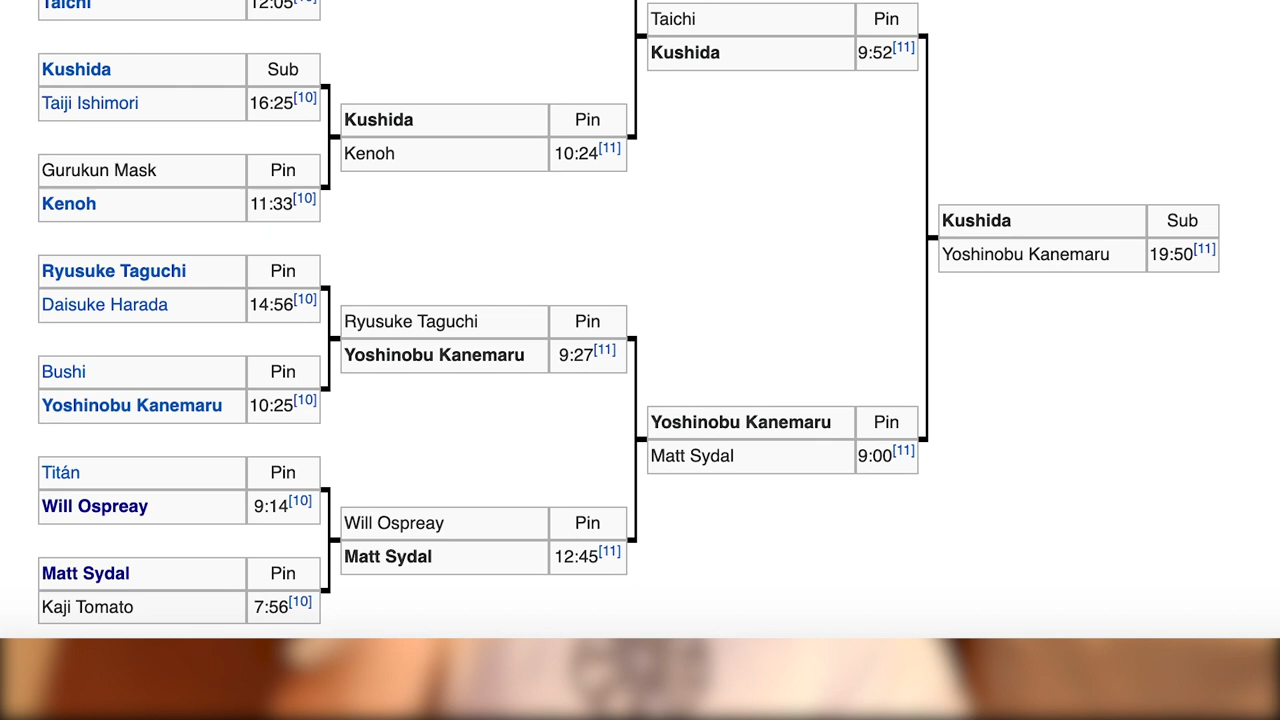 Taichi 12:05[10]
Kushida Sub
Taiji Ishimori 16:25[10]
Gurukun Mask Pin
Kenoh 11:33[10]
Ryusuke Taguchi Pin
Daisuke Harada 14:56[10]
Bushi Pin
Yoshinobu Kanemaru 10:25[10]
Titán Pin
Will Ospreay 9:14[10]
Matt Sydal Pin
Kaji Tomato 7:56[10]
Kushida Pin
Kenoh 10:24[11]
Ryusuke Taguchi Pin
Yoshinobu Kanemaru 9:27[11]
Will Ospreay Pin
Matt Sydal 12:45[11]
Taichi Pin
Kushida 9:52[11]
Yoshinobu Kanemaru Pin
Matt Sydal 9:00[11]
Kushida Sub
Yoshinobu Kanemaru 19:50[11]